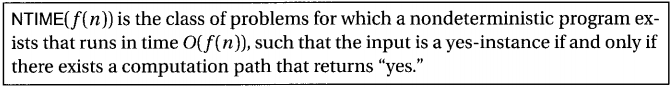 NTIME(f(n)) is the class of problems for which a nondeterministic program ex-
ists that runs in time O(f(n)), such that the input is a yes-instance if and only if
there exists a computation path that returns “yes.”